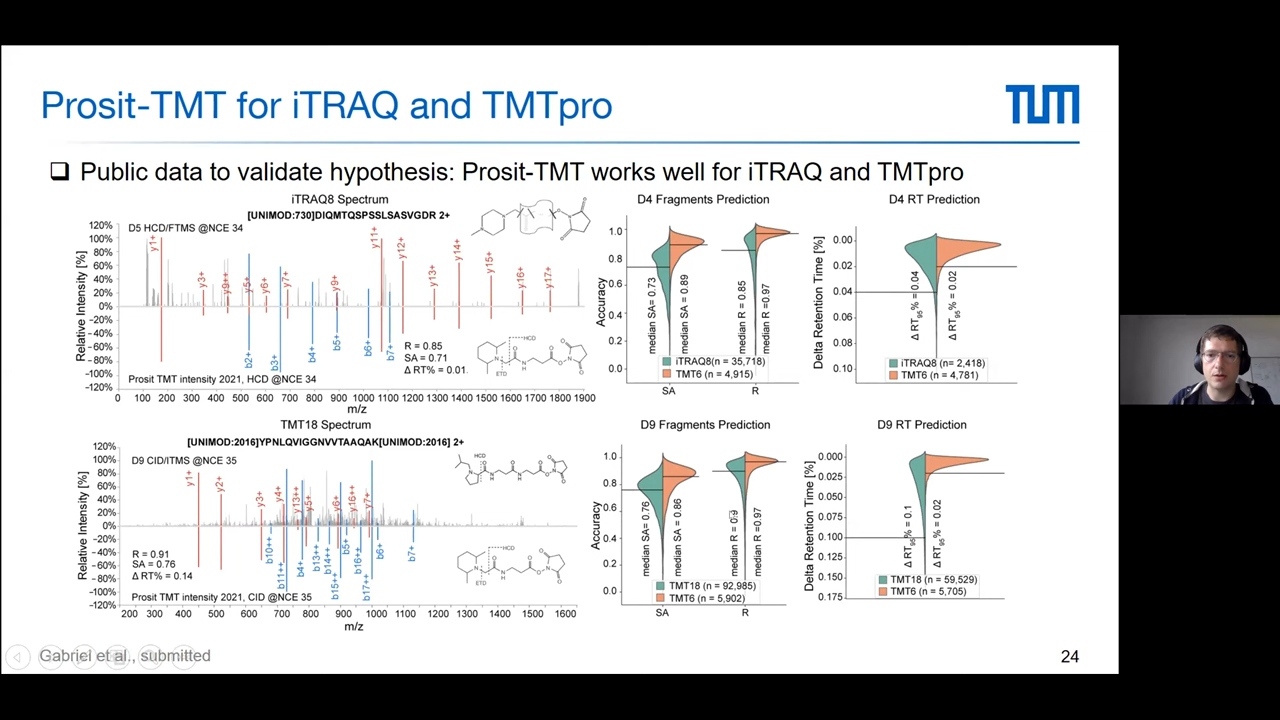 Prosit-TMT for iTRAQ and TMTpro
TUM
Public data to validate hypothesis: Prosit-TMT works well for iTRAQ and TMTpro
iTRAQ8 Spectrum
[UNIMOD:730]DIQMTQSPSSLSASVGDR 2+
D5 HCD/FTMS @NCE 34
Relative Intensity [%]
120%
100%
80%
60%
40%
20%
0%
−20%
−40%
−60%
−80%
−100%
−120%
y1+
y3+
y9++
y5+
y6+
y7+
y9+
y11+
y12+
y13+
y14+
y15+
y16+
y17+
b2+
b3+
b4+
b5+
b6+
b7+
R = 0.85
SA = 0.71
Δ RT% = 0.01
HCD
ETD
Prosit TMT intensity 2021, HCD @NCE 34
0 100 200 300 400 500 600 700 800 900 1000 1100 1200 1300 1400 1500 1600 1700 1800 1900
m/z
D4 Fragments Prediction
Accuracy
1.0
0.8
0.6
0.4
0.2
0.0
median SA= 0.73
median SA = 0.89
median R = 0.85
median R =0.97
iTRAQ8(n= 35,718)
TMT6 (n = 4,915)
SA R
D4 RT Prediction
Delta Retention Time [%]
0.00
0.02
0.04
0.06
0.08
0.10
Δ RT95% = 0.04
Δ RT95% = 0.02
iTRAQ8 (n= 2,418)
TMT6 (n = 4,781)
TMT18 Spectrum
[UNIMOD:2016]YPNLQVIGGNVVTAAQAK[UNIMOD:2016] 2+
D9 CID/ITMS @NCE 35
Relative Intensity [%]
120%
100%
80%
60%
40%
20%
0%
−20%
−40%
−60%
−80%
−100%
−120%
y1+
y2+
y3+
y4+
y13++
y5+
y6+
y16++
y7+
b10++
b11++
b4+
b13++
b14++
b15++
b5+
b16++
b17++
b6+
b7+
HCD
R = 0.91
SA = 0.76
Δ RT% = 0.14
HCD
ETD
Prosit TMT intensity 2021, CID @NCE 35
200 300 400 500 600 700 800 900 1000 1100 1200 1300 1400 1500 1600
m/z
D9 Fragments Prediction
Accuracy
1.0
0.8
0.6
0.4
0.2
0.0
median SA= 0.76
median SA = 0.86
median R = 0.9
median R =0.97
TMT18 (n = 92,985)
TMT6 (n = 5,902)
SA R
D9 RT Prediction
Delta Retention Time [%]
0.000
0.025
0.050
0.075
0.100
0.125
0.150
0.175
Δ RT95% = 0.1
Δ RT95% = 0.02
TMT18 (n = 59,529)
TMT6 (n = 5,705)
Gabriel et al., submitted
24